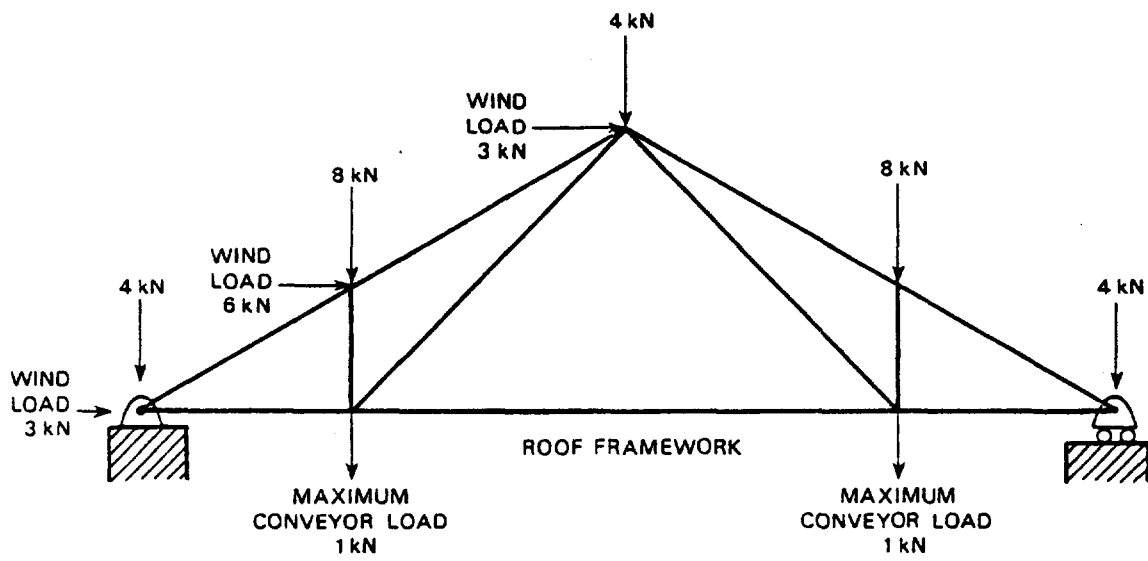 4 kN
WIND
LOAD
3 kN
8 kN
8 kN
WIND
LOAD
6 kN
4 kN
4 kN
WIND
LOAD
3 kN
ROOF FRAMEWORK
MAXIMUM
CONVEYOR LOAD
1 kN
MAXIMUM
CONVEYOR LOAD
1 kN